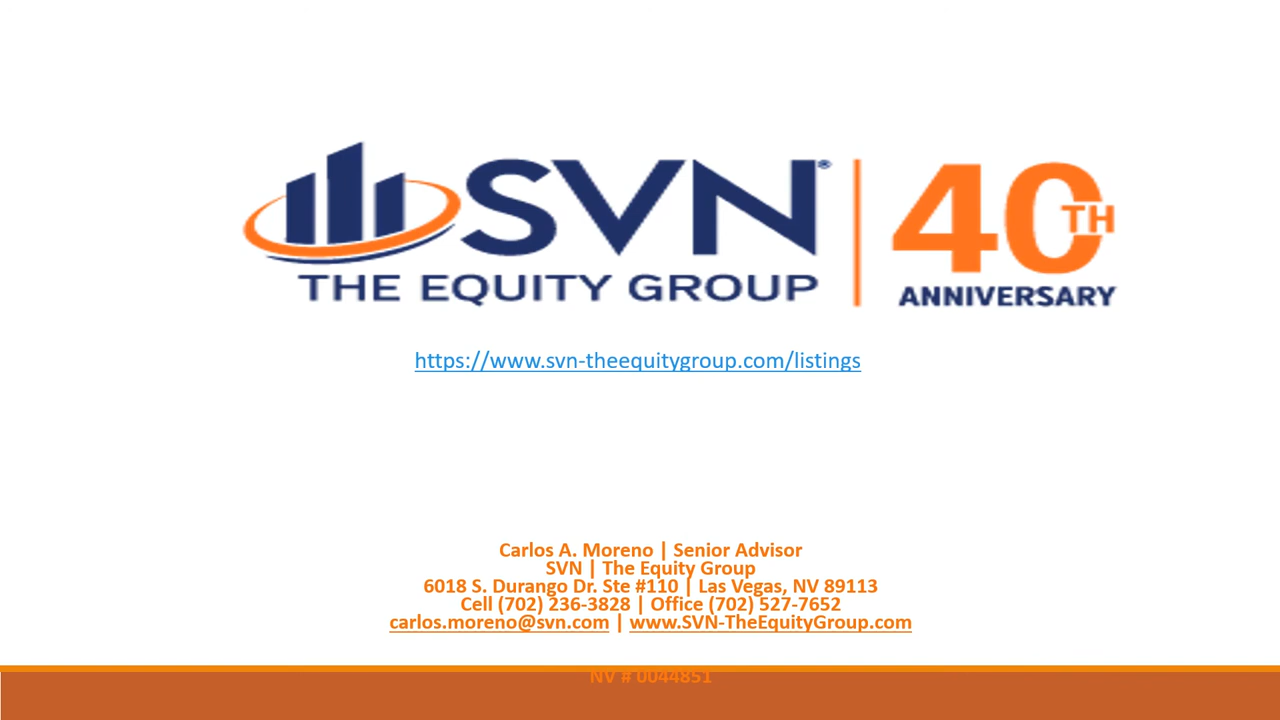 SVN® | 40TH
THE EQUITY GROUP | ANNIVERSARY
https://www.svn-theequitygroup.com/listings
Carlos A. Moreno | Senior Advisor
SVN | The Equity Group
6018 S. Durango Dr. Ste #110 | Las Vegas, NV 89113
Cell (702) 236-3828 | Office (702) 527-7652
carlos.moreno@svn.com | www.SVN-TheEquityGroup.com
NV # 0044851